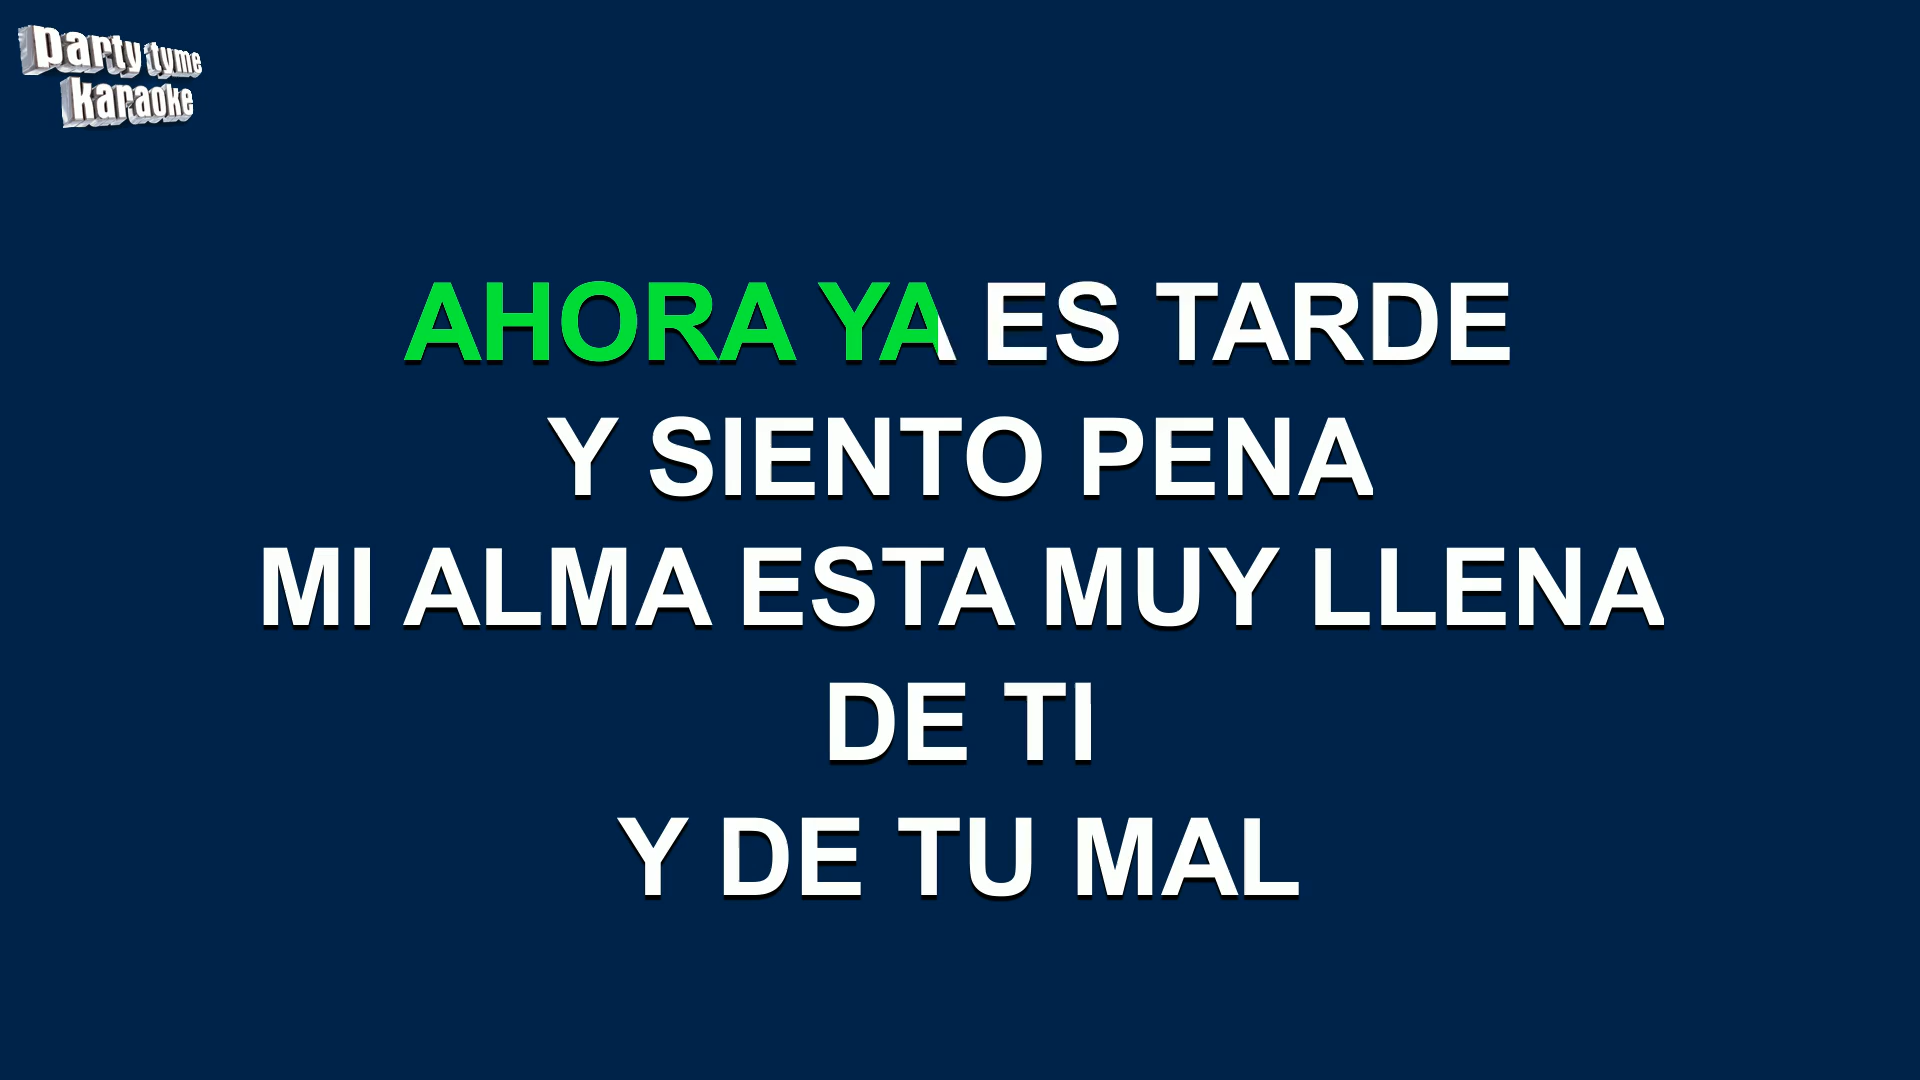 party tyme
karaoke
AHORA YA ES TARDE
Y SIENTO PENA
MI ALMA ESTA MUY LLENA
DE TI
Y DE TU MAL